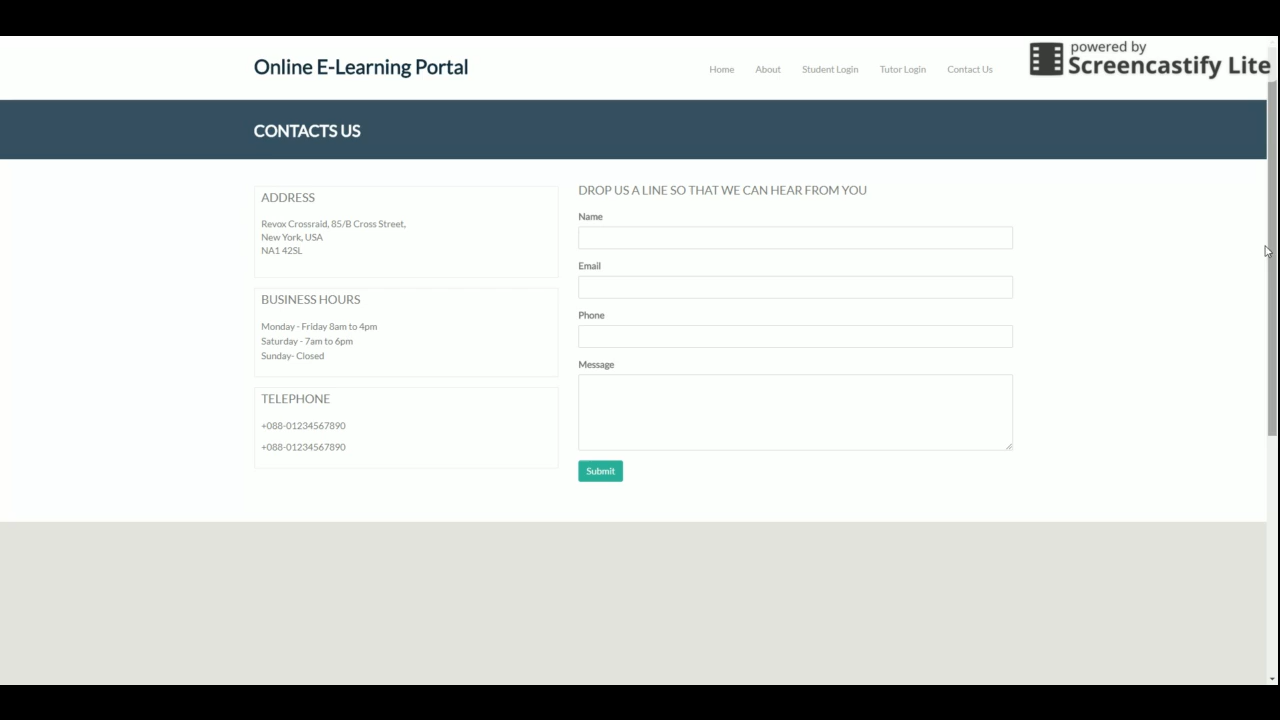 powered by
Screencastify Lite
Online E-Learning Portal
Home About Student Login Tutor Login Contact Us
CONTACTS US
ADDRESS
Revox Crossraid, 85/B Cross Street,
New York, USA
NA1 42SL
BUSINESS HOURS
Monday - Friday 8am to 4pm
Saturday - 7am to 6pm
Sunday- Closed
TELEPHONE
+088-01234567890
+088-01234567890
DROP US A LINE SO THAT WE CAN HEAR FROM YOU
Name
Email
Phone
Message
Submit